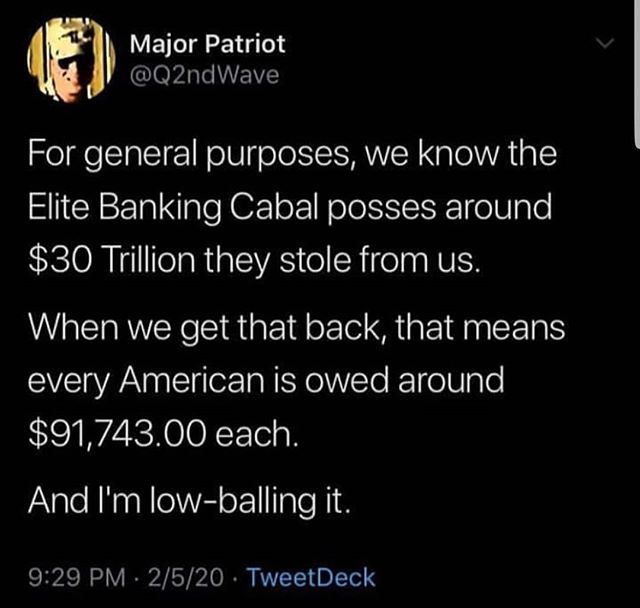 Major Patriot
@Q2ndWave
For general purposes, we know the
Elite Banking Cabal posses around
$30 Trillion they stole from us.
When we get that back, that means
every American is owed around
$91,743.00 each.
And I'm low-balling it.
9:29 PM · 2/5/20 · TweetDeck